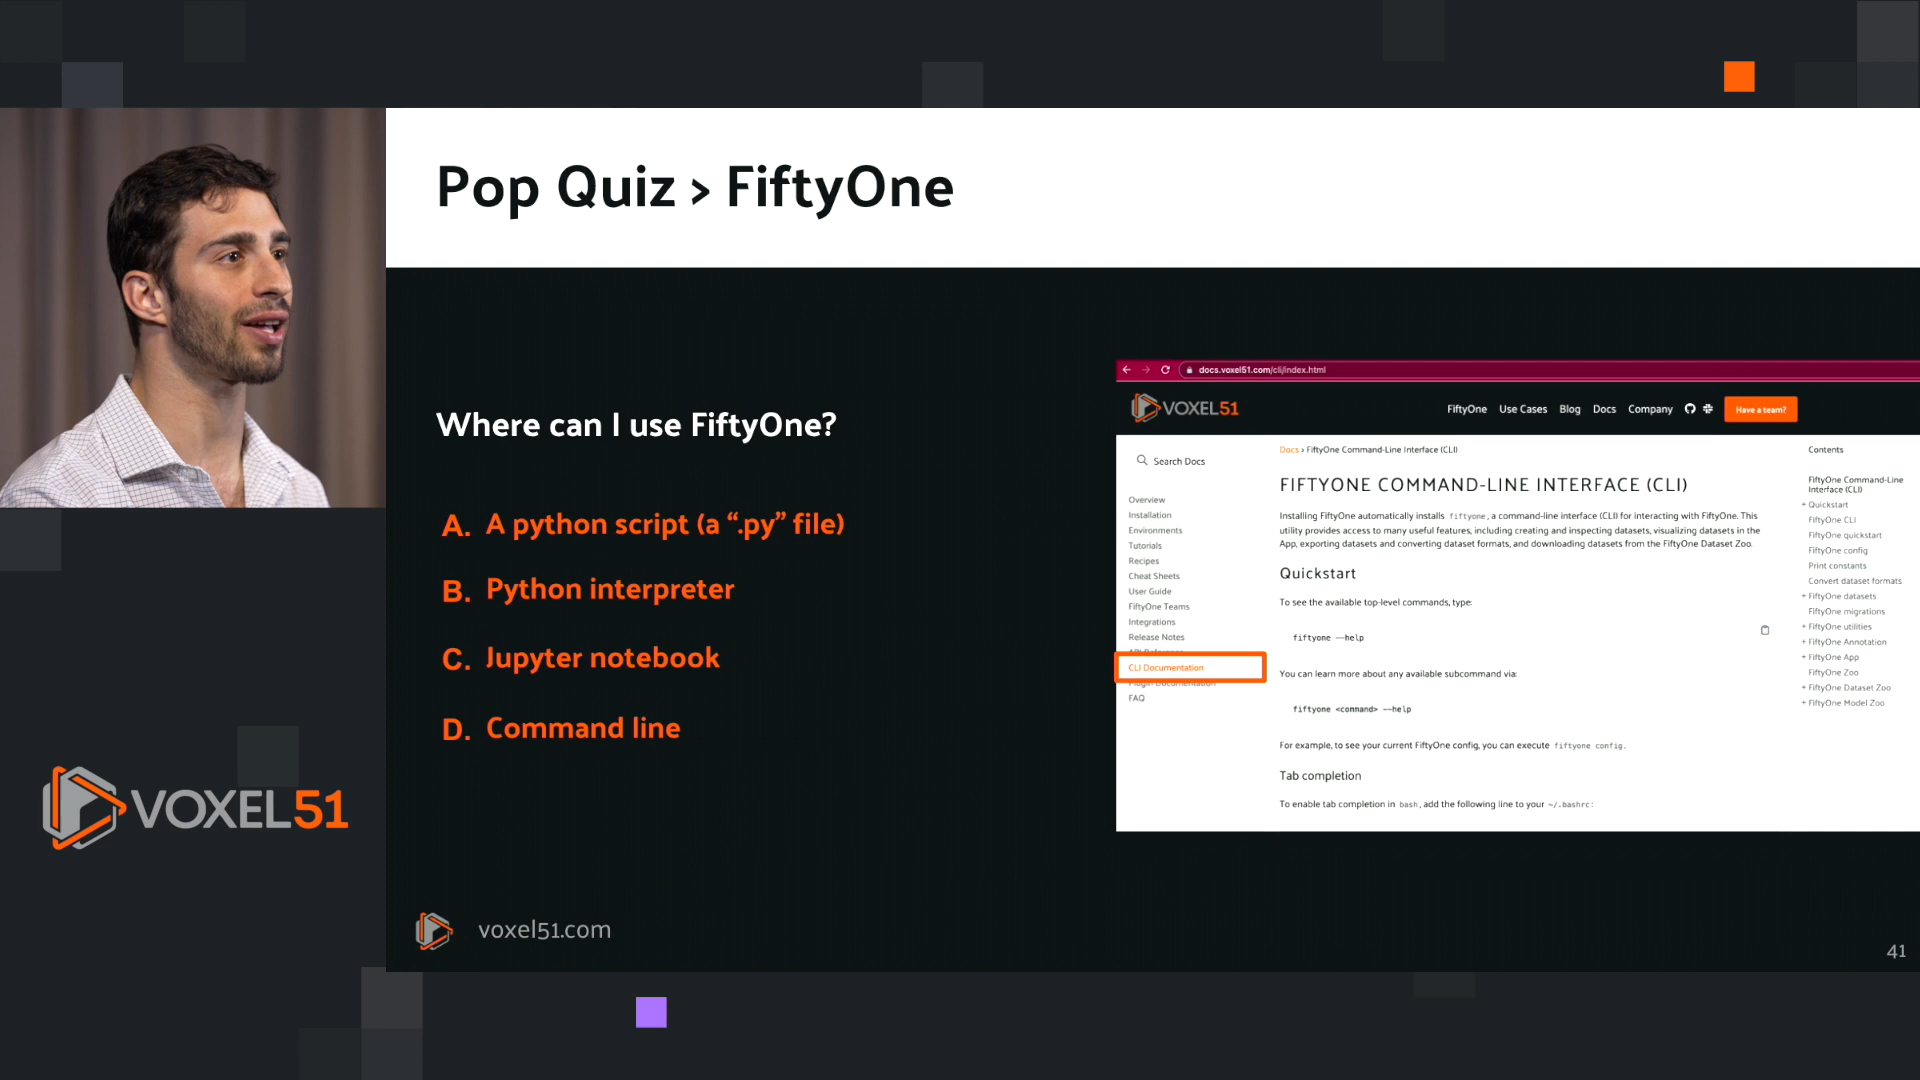 Pop Quiz > FiftyOne
Where can I use FiftyOne?
A. A python script (a “.py” file)
B. Python interpreter
C. Jupyter notebook
D. Command line
docs.voxel51.com/cli/index.html
VOXEL51
FiftyOne Use Cases Blog Docs Company Have a team?
Search Docs
Overview
Installation
Environments
Tutorials
Recipes
Cheat Sheets
User Guide
FiftyOne Teams
Integrations
Release Notes
CLI Documentation
Plugin Documentation
FAQ
Docs › FiftyOne Command-Line Interface (CLI)
FIFTYONE COMMAND-LINE INTERFACE (CLI)
Installing FiftyOne automatically installs fiftyone, a command-line interface (CLI) for interacting with FiftyOne. This
utility provides access to many useful features, including creating and inspecting datasets, visualizing datasets in the
App, exporting datasets and converting dataset formats, and downloading datasets from the FiftyOne Dataset Zoo.
Quickstart
To see the available top-level commands, type:
fiftyone --help
You can learn more about any available subcommand via:
fiftyone <command> --help
For example, to see your current FiftyOne config, you can execute fiftyone config.
Tab completion
To enable tab completion in bash, add the following line to your ~/.bashrc:
Contents
FiftyOne Command-Line
Interface (CLI)
+ Quickstart
FiftyOne CLI
FiftyOne quickstart
FiftyOne config
Print constants
Convert dataset formats
+ FiftyOne datasets
FiftyOne migrations
+ FiftyOne utilities
+ FiftyOne Annotation
+ FiftyOne App
FiftyOne Zoo
+ FiftyOne Dataset Zoo
+ FiftyOne Model Zoo
VOXEL51
voxel51.com
41